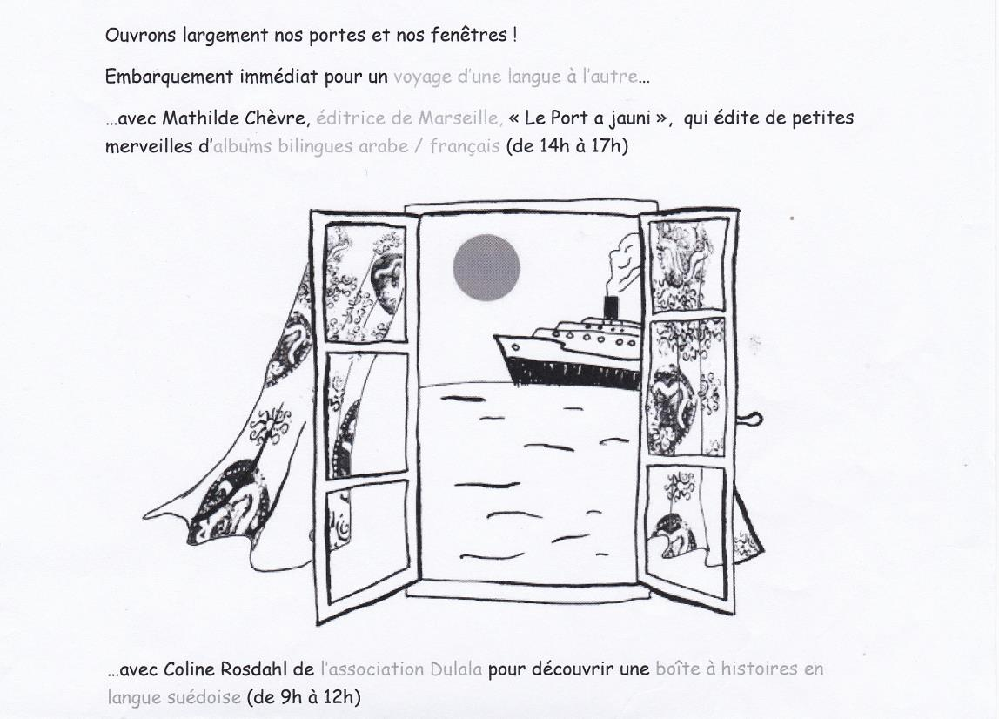 Ouvrons largement nos portes et nos fenêtres !
Embarquement immédiat pour un voyage d'une langue à l'autre…
…avec Mathilde Chèvre, éditrice de Marseille, « Le Port a jauni », qui édite de petites
merveilles d'albums bilingues arabe / français (de 14h à 17h)
…avec Coline Rosdahl de l'association Dulala pour découvrir une boîte à histoires en
langue suédoise (de 9h à 12h)